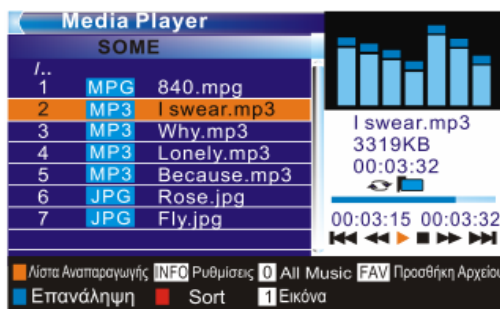 Media Player
SOME
/..
1 MPG 840.mpg
2 MP3 I swear.mp3
3 MP3 Why.mp3
4 MP3 Lonely.mp3
5 MP3 Because.mp3
6 JPG Rose.jpg
7 JPG Fly.jpg
I swear.mp3
3319KB
00:03:32
00:03:15 00:03:32
Λίστα Αναπαραγωγής INFO Ρυθμίσεις 0 All Music FAV Προσθήκη Αρχείου
Επανάληψη Sort 1 Εικόνα